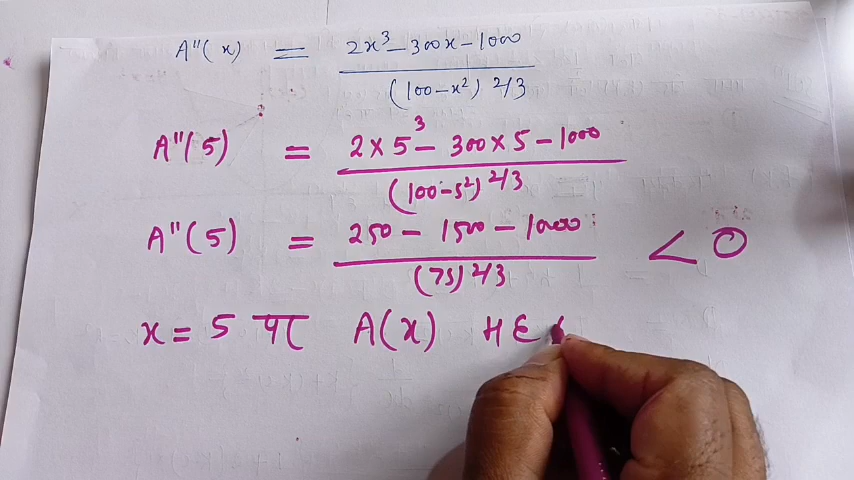 A''(x) = 2x³ - 300x - 1000 / (100 - x²) 2/3
A''(5) = 2 × 5³ - 300 × 5 - 1000 / (100 - 5²) 2/3
A''(5) = 250 - 1500 - 1000 / (75) 2/3 < 0
x = 5 पर A(x)